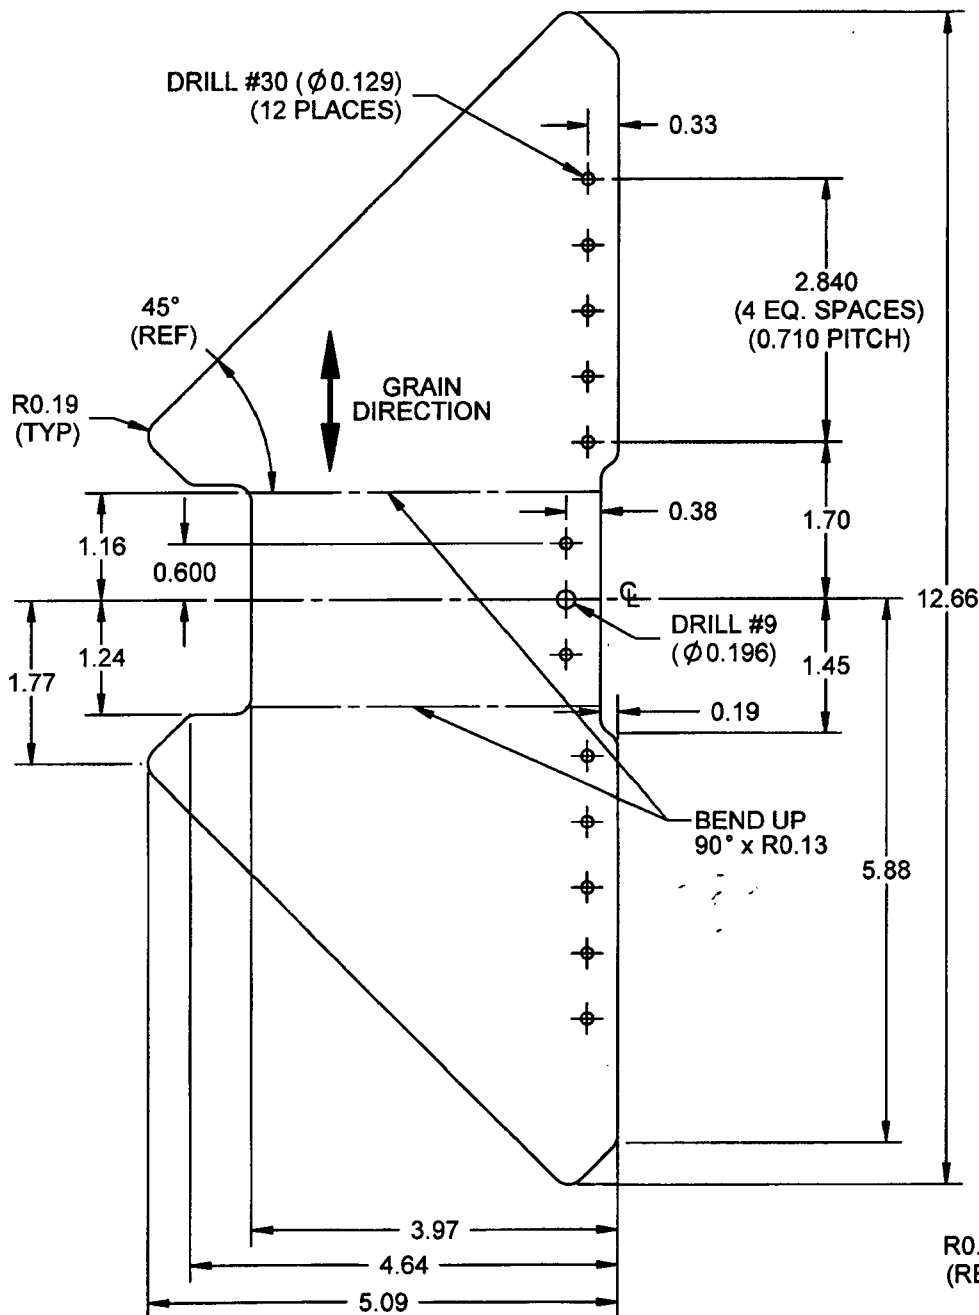 DRILL #30 (Ø0.129)
(12 PLACES)
0.33
2.840
(4 EQ. SPACES)
(0.710 PITCH)
45°
(REF)
GRAIN
DIRECTION
R0.19
(TYP)
0.38
1.16
1.70
0.600
℄
12.66
DRILL #9
(Ø0.196)
1.24
1.45
1.77
0.19
BEND UP
90° x R0.13
5.88
3.97
4.64
5.09
R0.
(RE